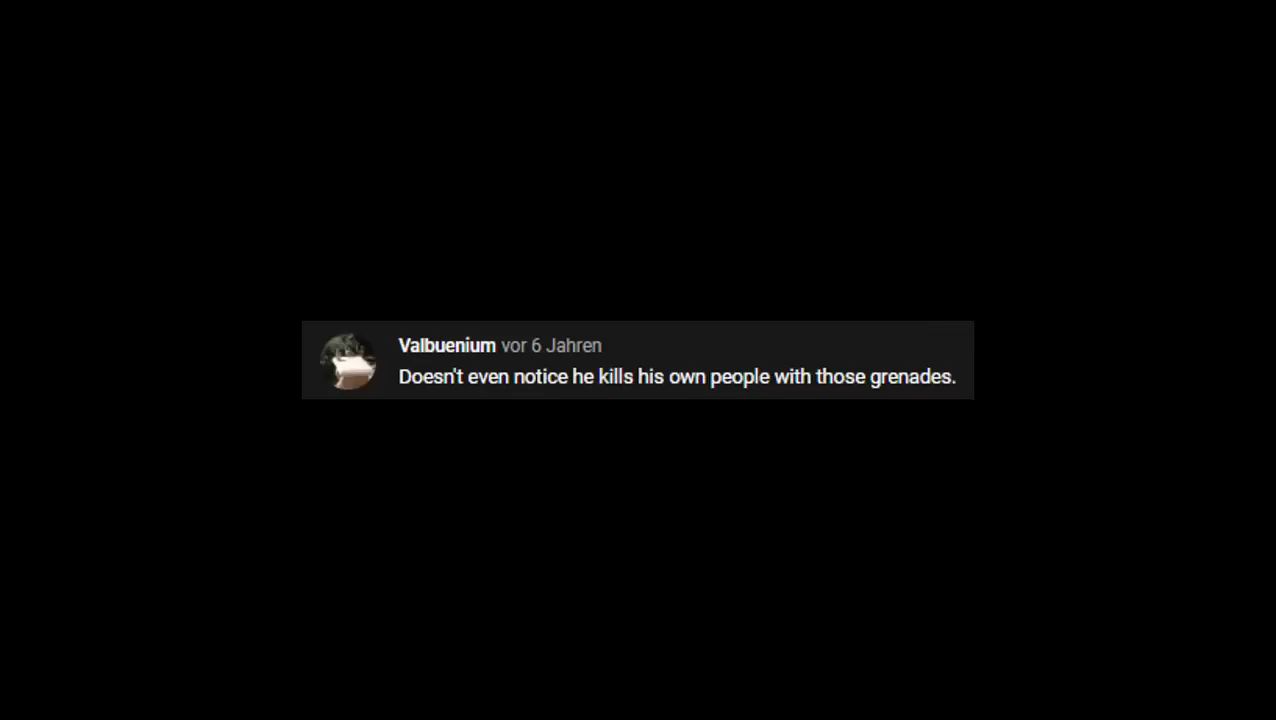 Valbuenium vor 6 Jahren
Doesn't even notice he kills his own people with those grenades.